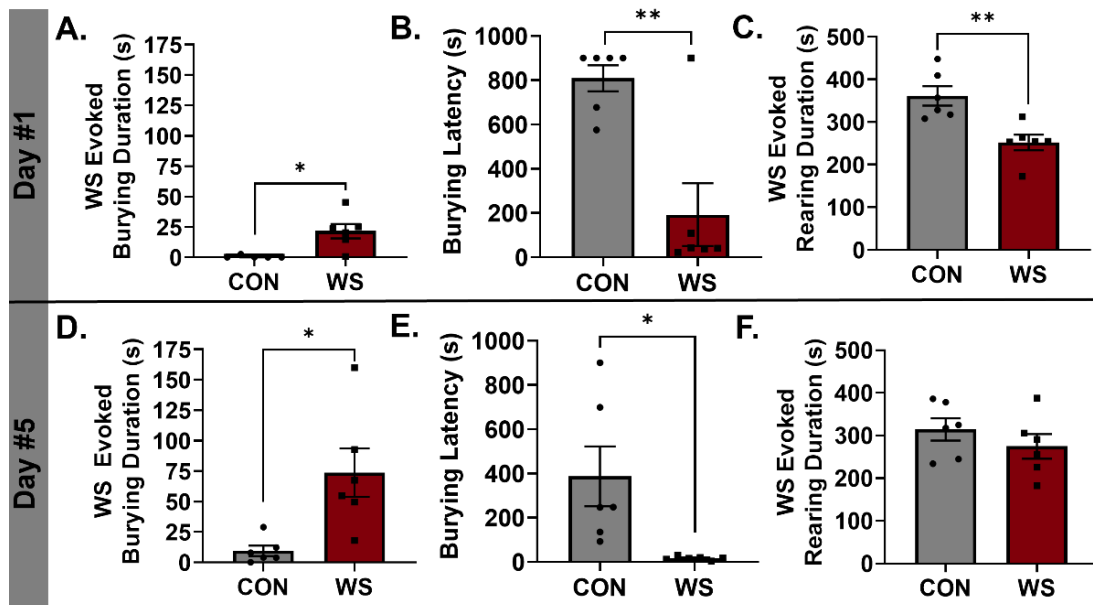 Day #1
A.
WS Evoked
Burying Duration (s)
175
150
125
100
75
50
25
0
*
CON WS
B.
Burying Latency (s)
1000
800
600
400
200
0
**
CON WS
C.
WS Evoked
Rearing Duration (s)
500
400
300
200
100
0
**
CON WS
Day #5
D.
WS Evoked
Burying Duration (s)
175
150
125
100
75
50
25
0
*
CON WS
E.
Burying Latency (s)
1000
800
600
400
200
0
*
CON WS
F.
WS Evoked
Rearing Duration (s)
500
400
300
200
100
0
CON WS